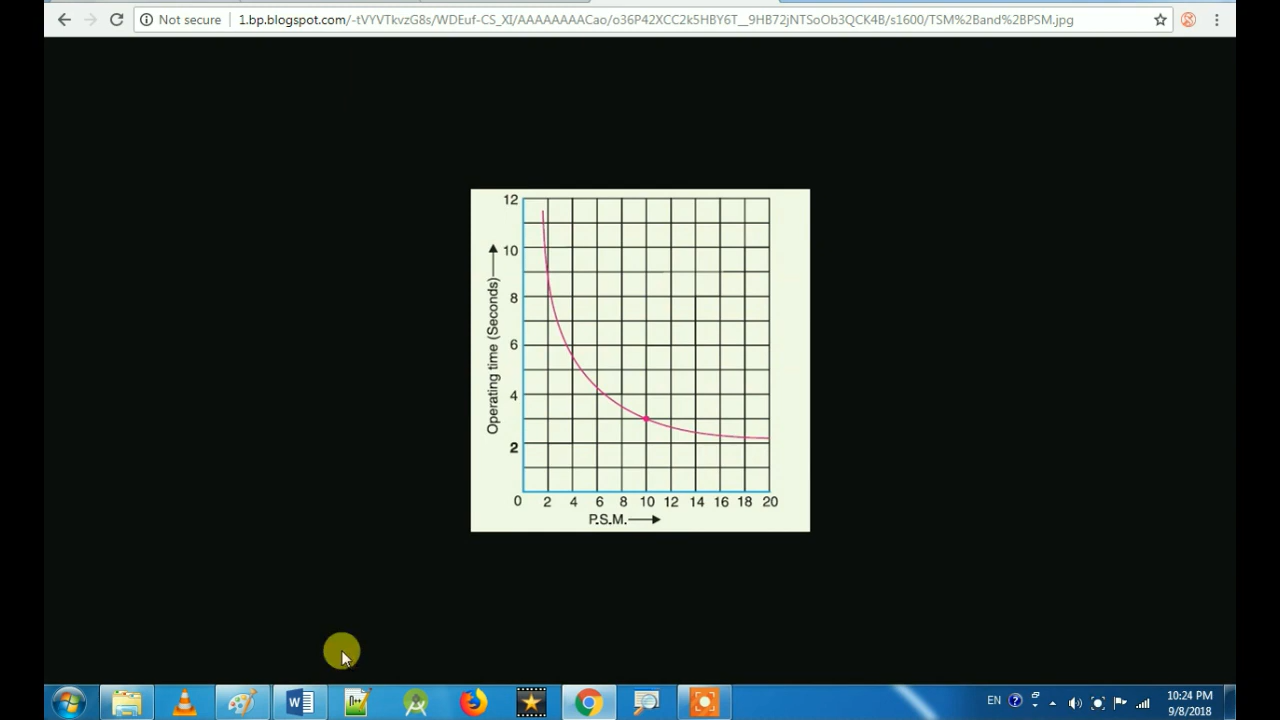 Not secure
1.bp.blogspot.com/-tVYVTkvzG8s/WDEuf-CS_XI/AAAAAAAACao/o36P42XCC2k5HBY6T__9HB72jNTSoOb3QCK4B/s1600/TSM%2Band%2BPSM.jpg
Operating time (Seconds)
12
10
8
6
4
2
0 2 4 6 8 10 12 14 16 18 20
P.S.M.
EN
10:24 PM
9/8/2018